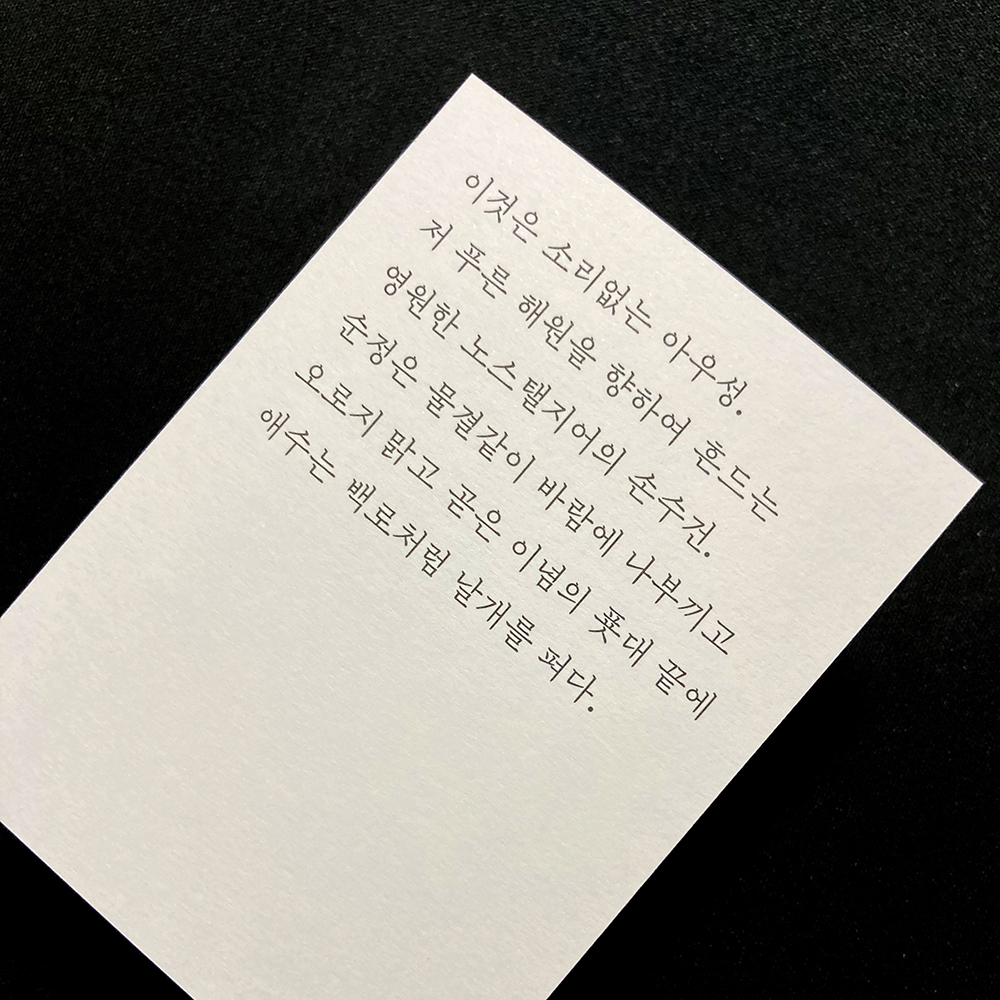 이것은 소리없는 아우성.
저 푸른 해원을 향하여 흔드는
영원한 노스탤지어의 손수건.
순정은 물결같이 바람에 나부끼고
오로지 맑고 곧은 이념의 푯대 끝에
애수는 백로처럼 날개를 펴다.